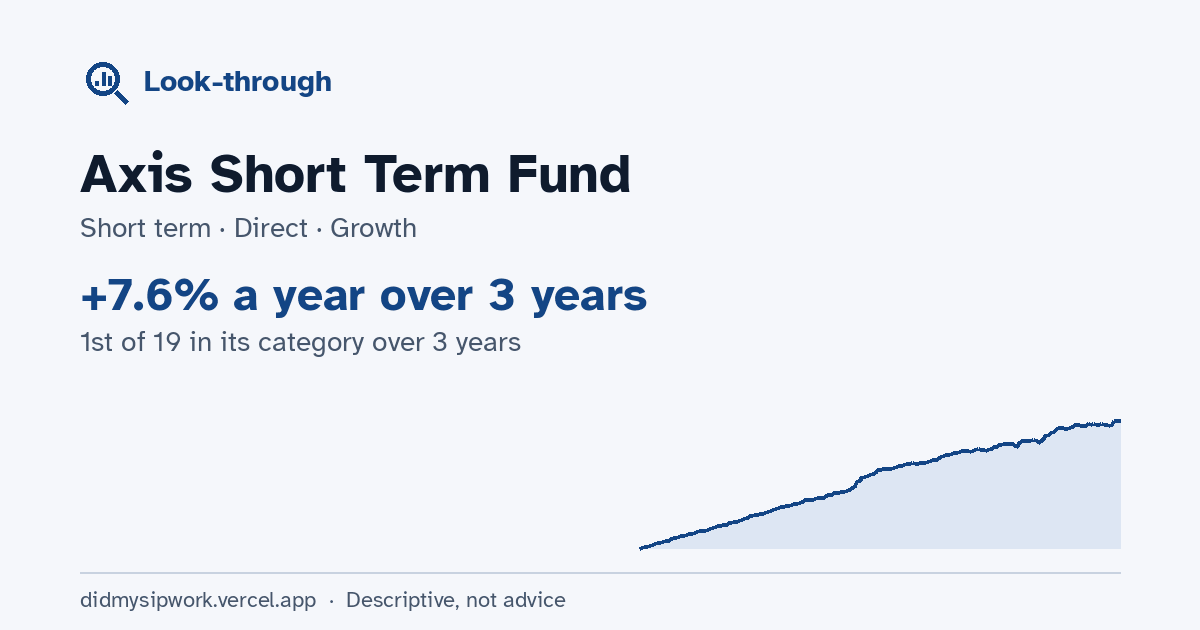 Look-through
Axis Short Term Fund
Short term · Direct · Growth
+7.6% a year over 3 years
1st of 19 in its category over 3 years
didmysipwork.vercel.app · Descriptive, not advice